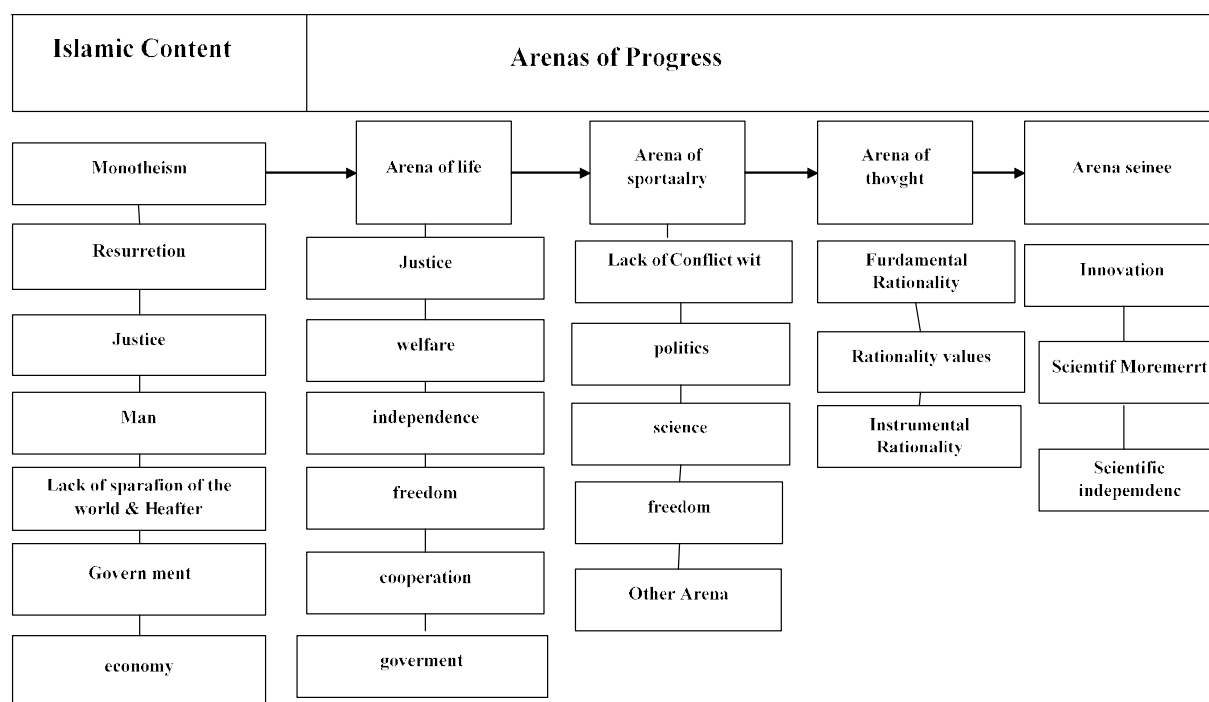 Islamic Content
Arenas of Progress
Monotheism
Resurretion
Justice
Man
Lack of sparafion of the
world & Heafter
Govern ment
economy
Arena of life
Justice
welfare
independence
freedom
cooperation
goverment
Arena of
sportaalry
Lack of Conflict wit
politics
science
freedom
Other Arena
Arena of
thovght
Furdamental
Rationality
Rationality values
Instrumental
Rationality
Arena seinee
Innovation
Sciemtif Moremerrt
Scientific
indepemdenc